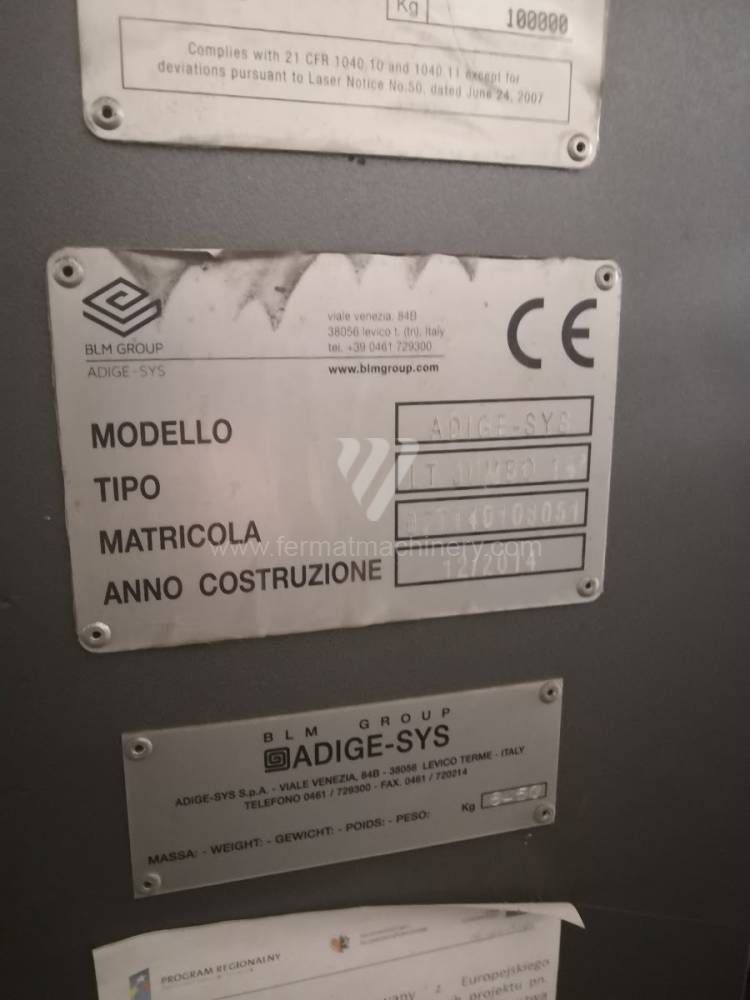 Kg 100000
Complies with 21 CFR 1040.10 and 1040.11 except for
deviations pursuant to Laser Notice No.50, dated June 24, 2007
BLM GROUP
ADIGE-SYS
viale venezia, 84B
38056 levico t. (tn), Italy
tel. +39 0461 729300
www.blmgroup.com
CE
MODELLO ADIGE-SYS
TIPO LT JUMBO
MATRICOLA
www.fermatmachinery.com
ANNO COSTRUZIONE 12/2014
BLM GROUP
ADIGE-SYS
ADIGE-SYS S.p.A. - VIALE VENEZIA, 84B - 38056 LEVICO TERME - ITALY
TELEFONO 0461 / 729300 - FAX. 0461 / 720214
MASSA: - WEIGHT: - GEWICHT: - POIDS: - PESO: Kg
PROGRAM REGIONALNY
z Europejskiego
projektu pn.